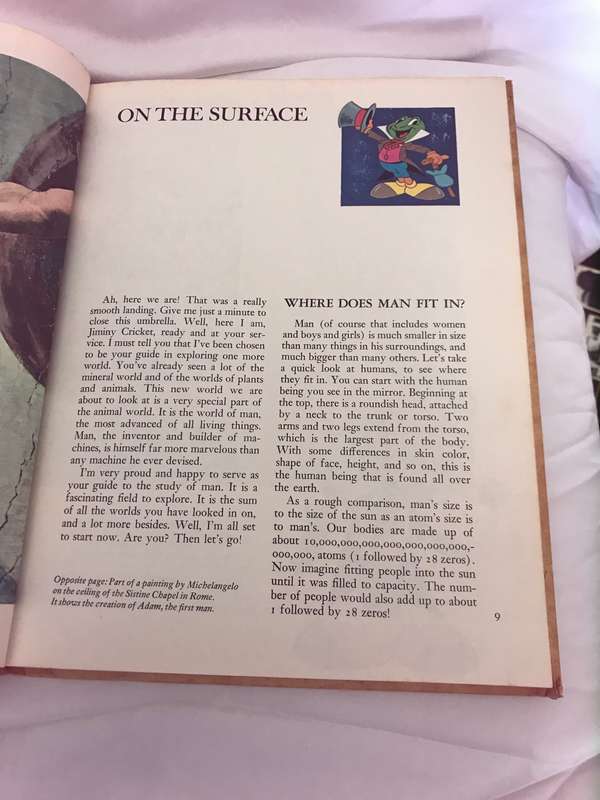 ON THE SURFACE
Ah, here we are! That was a really
smooth landing. Give me just a minute to
close this umbrella. Well, here I am,
Jiminy Cricket, ready and at your ser-
vice. I must tell you that I've been chosen
to be your guide in exploring one more
world. You've already seen a lot of the
mineral world and of the worlds of plants
and animals. This new world we are
about to look at is a very special part of
the animal world. It is the world of man,
the most advanced of all living things.
Man, the inventor and builder of ma-
chines, is himself far more marvelous than
any machine he ever devised.
I'm very proud and happy to serve as
your guide to the study of man. It is a
fascinating field to explore. It is the sum
of all the worlds you have looked in on,
and a lot more besides. Well, I'm all set
to start now. Are you? Then let's go!
Opposite page: Part of a painting by Michelangelo
on the ceiling of the Sistine Chapel in Rome.
It shows the creation of Adam, the first man.
WHERE DOES MAN FIT IN?
Man (of course that includes women
and boys and girls) is much smaller in size
than many things in his surroundings, and
much bigger than many others. Let's take
a quick look at humans, to see where
they fit in. You can start with the human
being you see in the mirror. Beginning at
the top, there is a roundish head, attached
by a neck to the trunk or torso. Two
arms and two legs extend from the torso,
which is the largest part of the body.
With some differences in skin color,
shape of face, height, and so on, this is
the human being that is found all over
the earth.
As a rough comparison, man's size is
to the size of the sun as an atom's size is
to man's. Our bodies are made up of
about 10,000,000,000,000,000,000,000,-
000,000, atoms (1 followed by 28 zeros).
Now imagine fitting people into the sun
until it was filled to capacity. The num-
ber of people would also add up to about
1 followed by 28 zeros!
9